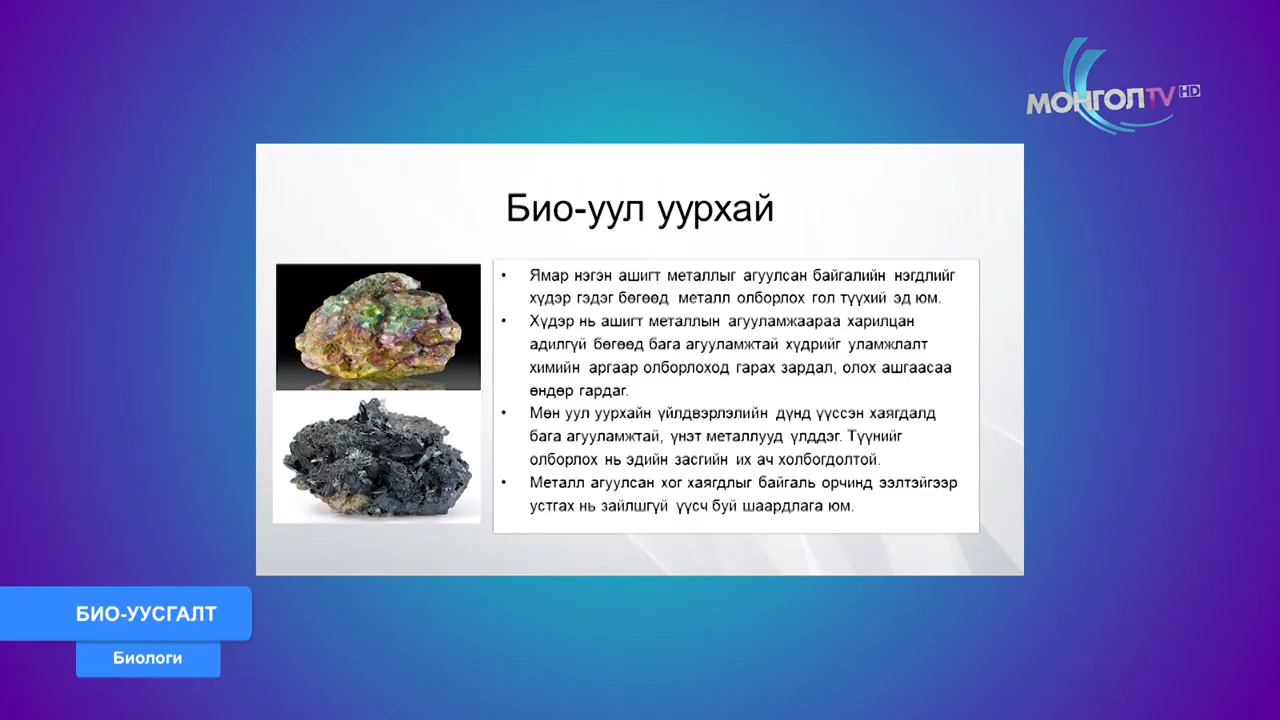 МОНГОЛTV HD
Био-уул уурхай
• Ямар нэгэн ашигт металлыг агуулсан байгалийн нэгдлийг
хүдэр гэдэг бөгөөд металл олборлох гол түүхий эд юм.
• Хүдэр нь ашигт металлын агууламжаараа харилцан
адилгүй бөгөөд бага агууламжтай хүдрийг уламжлалт
химийн аргаар олборлоход гарах зардал, олох ашгаасаа
өндөр гардаг.
• Мөн уул уурхайн үйлдвэрлэлийн дүнд үүссэн хаягдалд
бага агууламжтай, үнэт металлууд үлддэг. Түүнийг
олборлох нь эдийн засгийн их ач холбогдолтой.
• Металл агуулсан хог хаягдлыг байгаль орчинд ээлтэйгээр
устгах нь зайлшгүй үүсч буй шаардлага юм.
БИО-УУСГАЛТ
Биологи